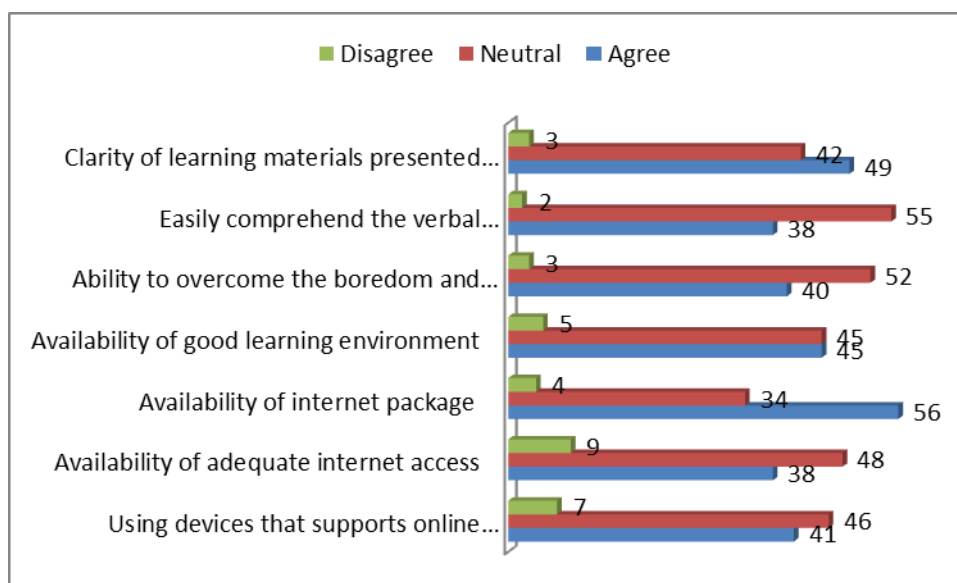 Disagree Neutral Agree
Clarity of learning materials presented... 3 42 49
Easily comprehend the verbal... 2 55 38
Ability to overcome the boredom and... 3 52 40
Availability of good learning environment 5 45 45
Availability of internet package 4 34 56
Availability of adequate internet access 9 48 38
Using devices that supports online... 7 46 41